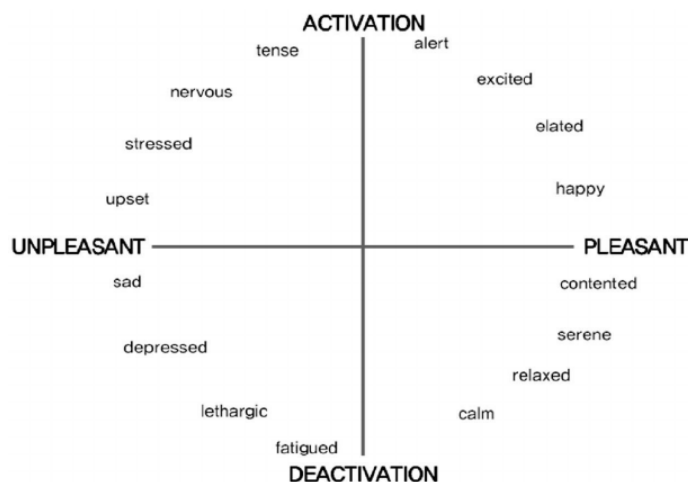 ACTIVATION
tense
alert
excited
nervous
elated
stressed
happy
upset
UNPLEASANT
PLEASANT
sad
contented
serene
depressed
relaxed
lethargic
calm
fatigued
DEACTIVATION